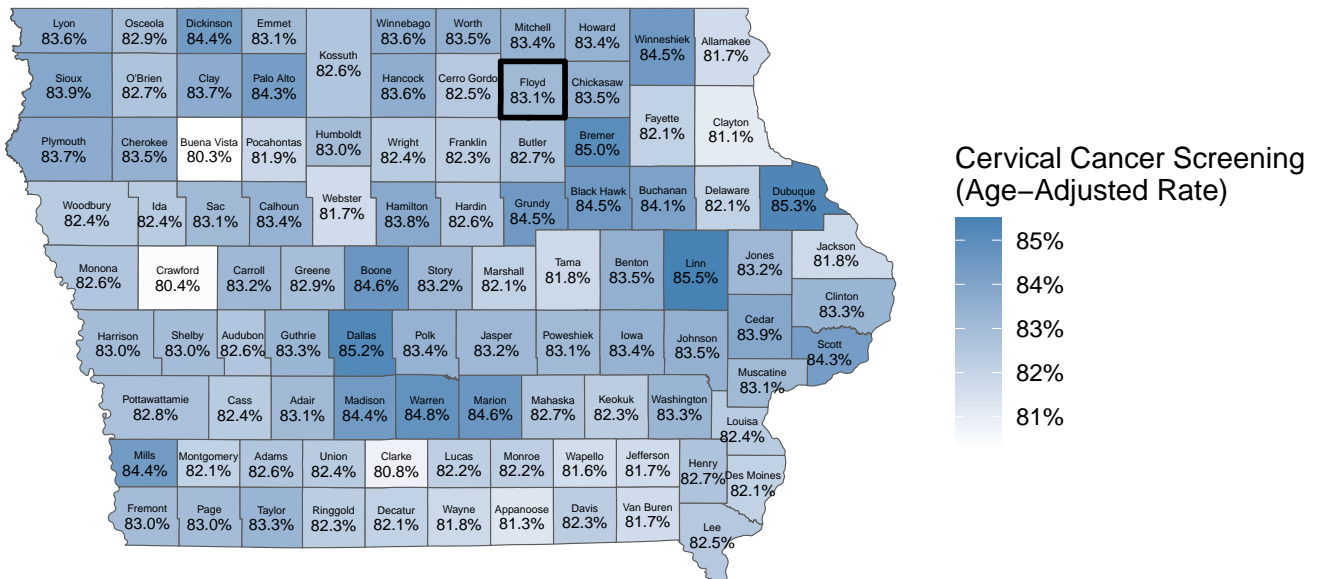 Lyon
83.6%
Osceola
82.9%
Dickinson
84.4%
Emmet
83.1%
Kossuth
82.6%
Winnebago
83.6%
Worth
83.5%
Mitchell
83.4%
Howard
83.4%
Winneshiek
84.5%
Allamakee
81.7%
Sioux
83.9%
O'Brien
82.7%
Clay
83.7%
Palo Alto
84.3%
Hancock
83.6%
Cerro Gordo
82.5%
Floyd
83.1%
Chickasaw
83.5%
Fayette
82.1%
Clayton
81.1%
Plymouth
83.7%
Cherokee
83.5%
Buena Vista
80.3%
Pocahontas
81.9%
Humboldt
83.0%
Wright
82.4%
Franklin
82.3%
Butler
82.7%
Bremer
85.0%
Woodbury
82.4%
Ida
82.4%
Sac
83.1%
Calhoun
83.4%
Webster
81.7%
Hamilton
83.8%
Hardin
82.6%
Grundy
84.5%
Black Hawk
84.5%
Buchanan
84.1%
Delaware
82.1%
Dubuque
85.3%
Monona
82.6%
Crawford
80.4%
Carroll
83.2%
Greene
82.9%
Boone
84.6%
Story
83.2%
Marshall
82.1%
Tama
81.8%
Benton
83.5%
Linn
85.5%
Jones
83.2%
Jackson
81.8%
Clinton
83.3%
Harrison
83.0%
Shelby
83.0%
Audubon
82.6%
Guthrie
83.3%
Dallas
85.2%
Polk
83.4%
Jasper
83.2%
Poweshiek
83.1%
Iowa
83.4%
Johnson
83.5%
Cedar
83.9%
Scott
84.3%
Muscatine
83.1%
Pottawattamie
82.8%
Cass
82.4%
Adair
83.1%
Madison
84.4%
Warren
84.8%
Marion
84.6%
Mahaska
82.7%
Keokuk
82.3%
Washington
83.3%
Louisa
82.4%
Mills
84.4%
Montgomery
82.1%
Adams
82.6%
Union
82.4%
Clarke
80.8%
Lucas
82.2%
Monroe
82.2%
Wapello
81.6%
Jefferson
81.7%
Henry
82.7%
Des Moines
82.1%
Fremont
83.0%
Page
83.0%
Taylor
83.3%
Ringgold
82.3%
Decatur
82.1%
Wayne
81.8%
Appanoose
81.3%
Davis
82.3%
Van Buren
81.7%
Lee
82.5%
Cervical Cancer Screening
(Age−Adjusted Rate)
85%
84%
83%
82%
81%